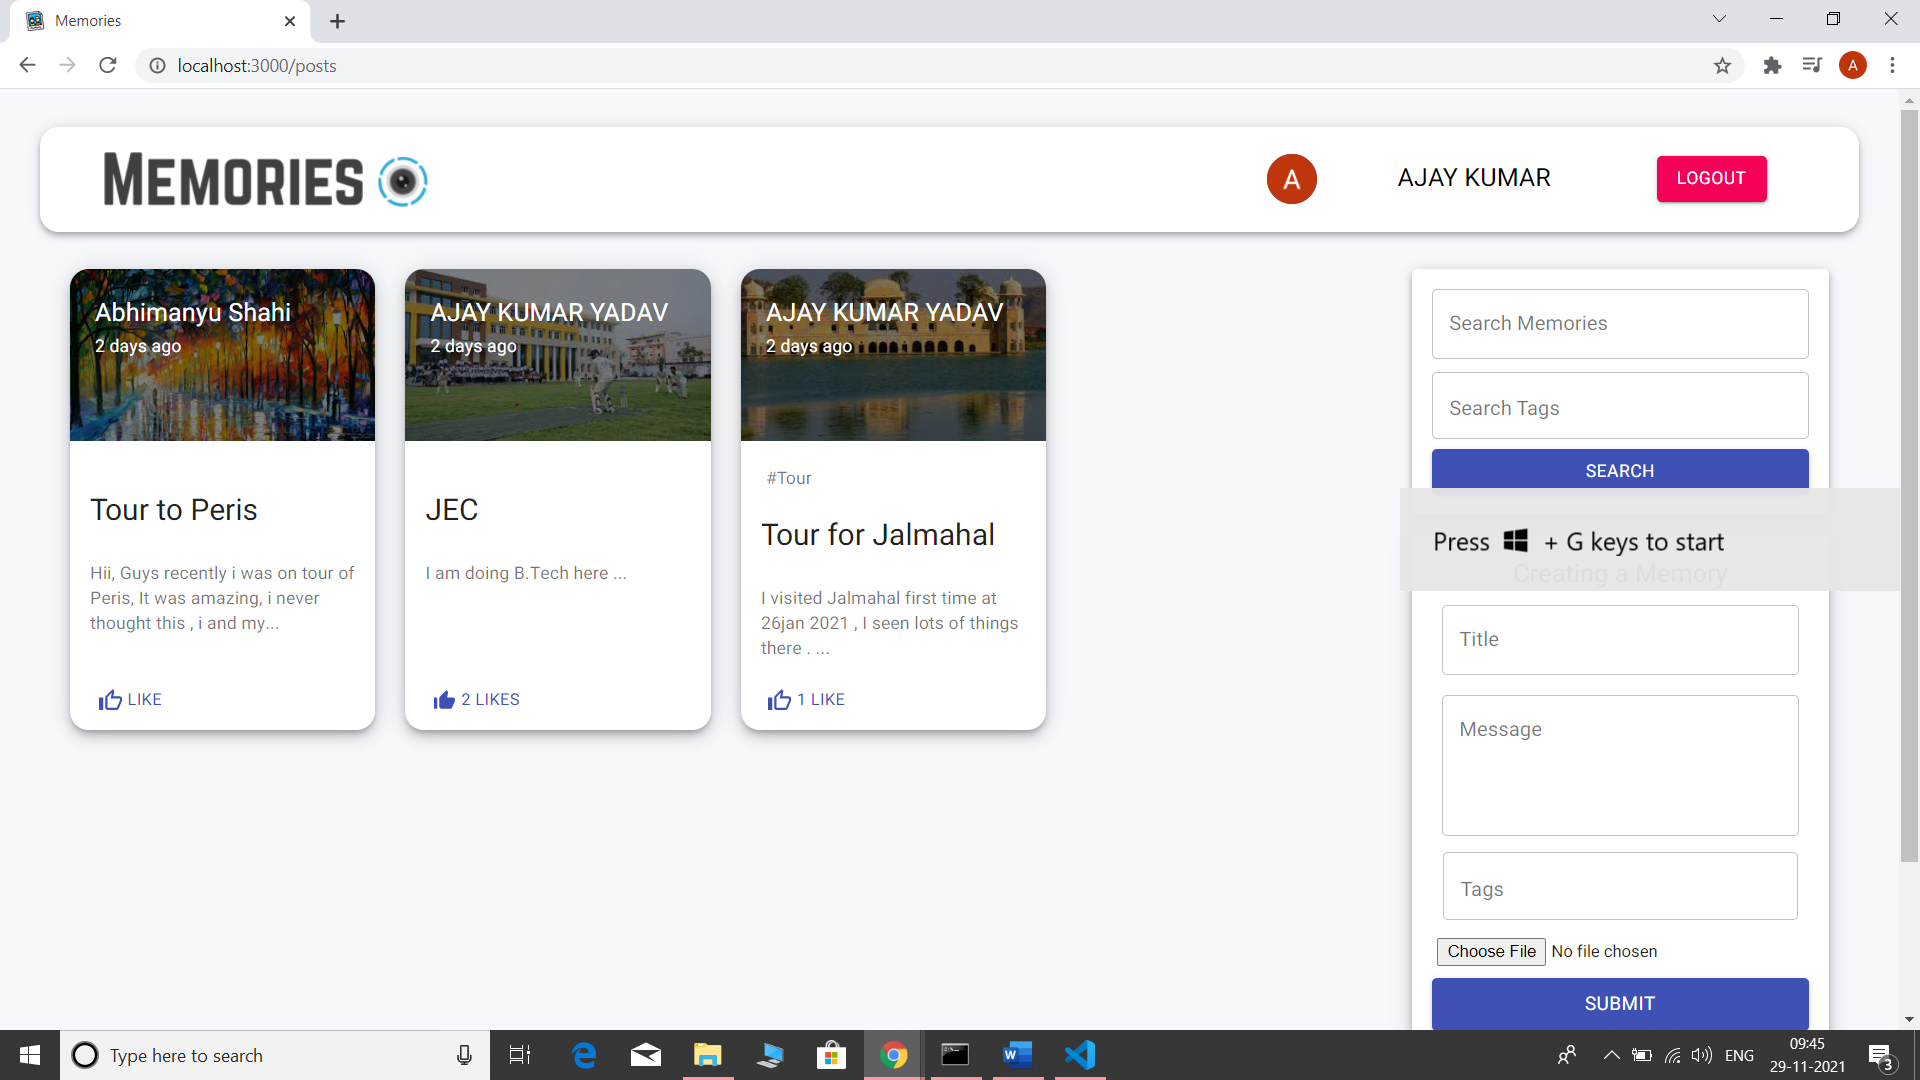 Memories
localhost:3000/posts
A
MEMORIES
A
AJAY KUMAR
LOGOUT
Abhimanyu Shahi
2 days ago
Tour to Peris
Hii, Guys recently i was on tour of
Peris, It was amazing, i never
thought this , i and my...
LIKE
AJAY KUMAR YADAV
2 days ago
JEC
I am doing B.Tech here ...
2 LIKES
AJAY KUMAR YADAV
2 days ago
#Tour
Tour for Jalmahal
I visited Jalmahal first time at
26jan 2021 , I seen lots of things
there . ...
1 LIKE
Search Memories
Search Tags
SEARCH
Press + G keys to start
Creating a Memory
Title
Message
Tags
Choose File No file chosen
SUBMIT
Type here to search
ENG
09:45
29-11-2021
3